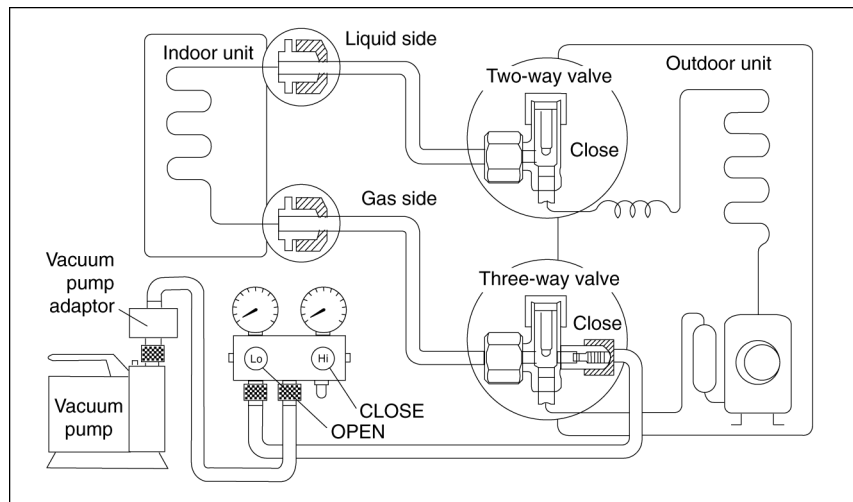 Liquid side
Indoor unit
Two-way valve
Outdoor unit
Close
Gas side
Vacuum
pump
adaptor
Three-way valve
Close
Lo
Hi
CLOSE
OPEN
Vacuum
pump